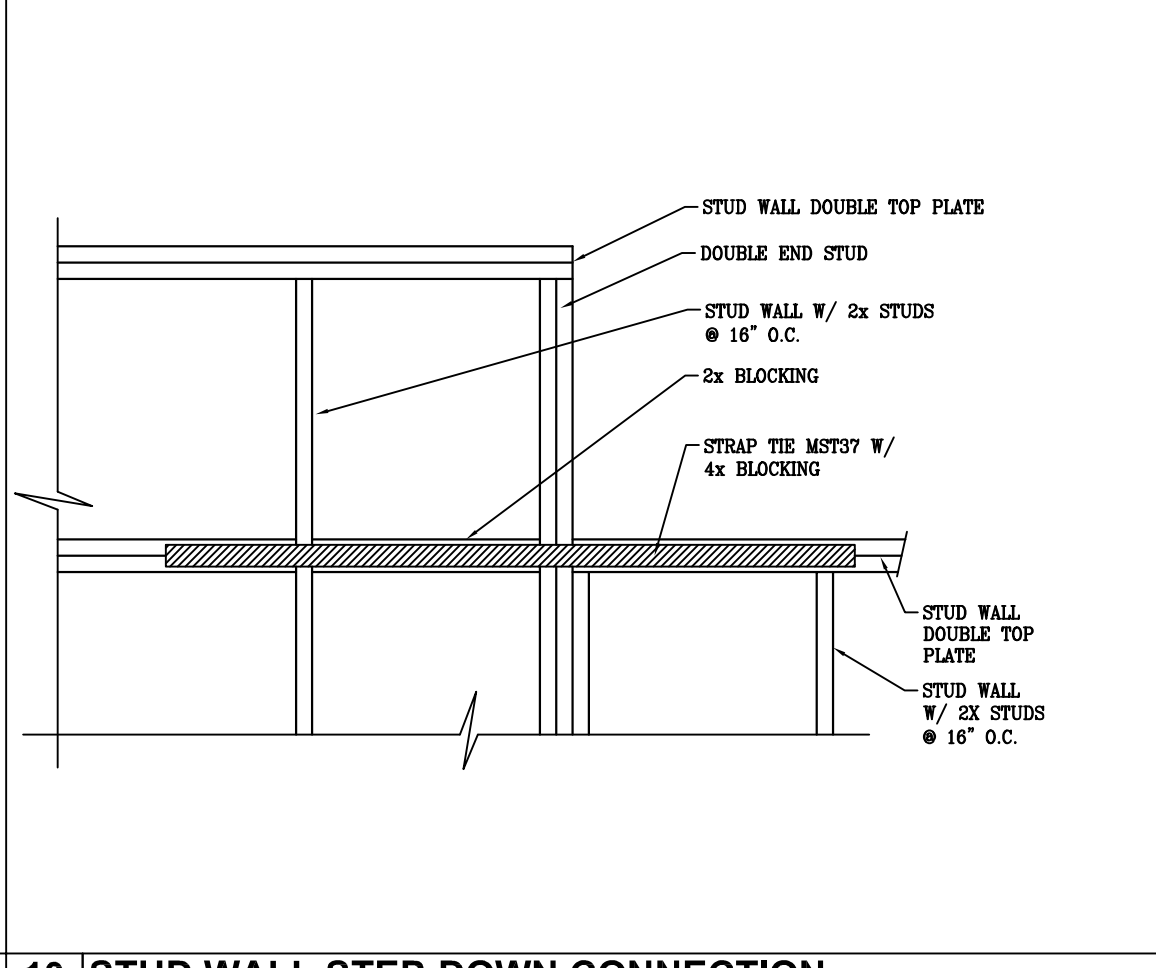 STUD WALL DOUBLE TOP PLATE
DOUBLE END STUD
STUD WALL W/ 2x STUDS
@ 16" O.C.
2x BLOCKING
STRAP TIE MST37 W/
4x BLOCKING
STUD WALL
DOUBLE TOP
PLATE
STUD WALL
W/ 2X STUDS
@ 16" O.C.
STUD WALL STEP DOWN CONNECTION